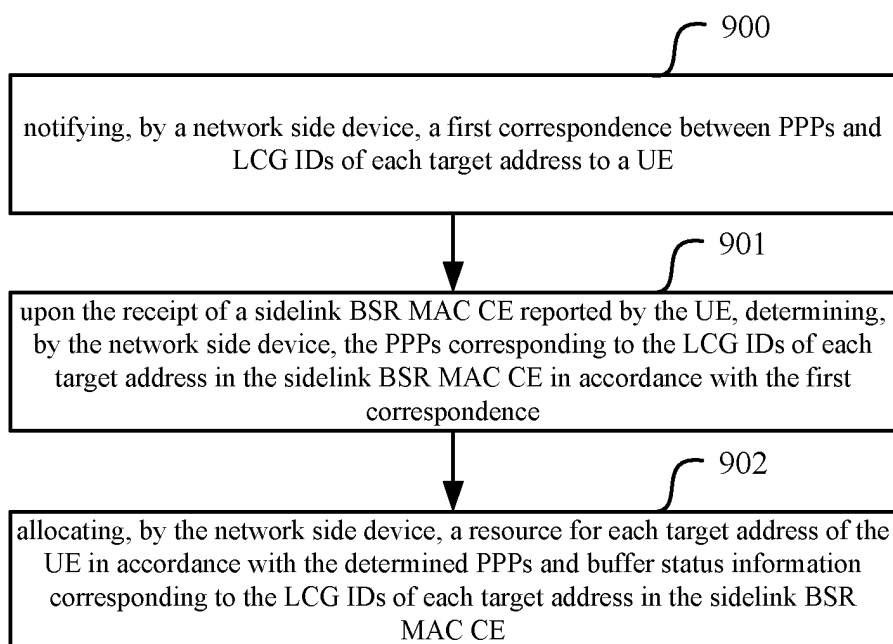 900
notifying, by a network side device, a first correspondence between PPPs and
LCG IDs of each target address to a UE
901
upon the receipt of a sidelink BSR MAC CE reported by the UE, determining,
by the network side device, the PPPs corresponding to the LCG IDs of each
target address in the sidelink BSR MAC CE in accordance with the first
correspondence
902
allocating, by the network side device, a resource for each target address of the
UE in accordance with the determined PPPs and buffer status information
corresponding to the LCG IDs of each target address in the sidelink BSR
MAC CE